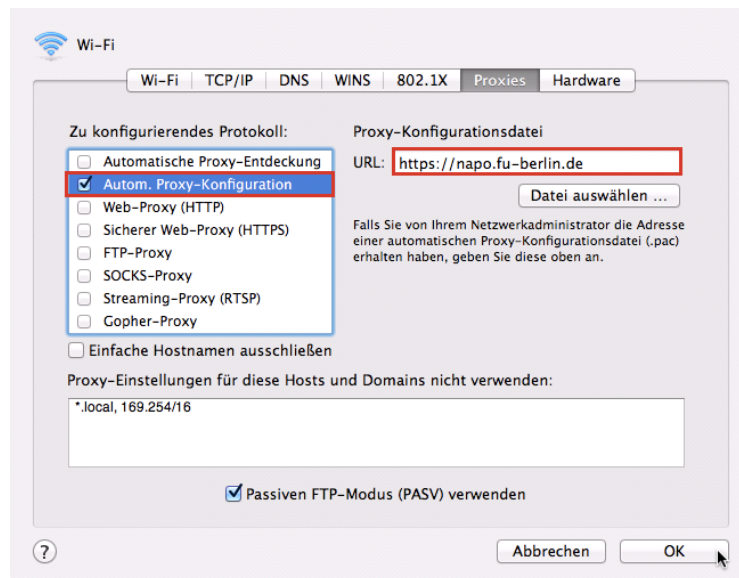 Wi-Fi
Wi-Fi TCP/IP DNS WINS 802.1X Proxies Hardware
Zu konfigurierendes Protokoll:
Automatische Proxy-Entdeckung
Autom. Proxy-Konfiguration
Web-Proxy (HTTP)
Sicherer Web-Proxy (HTTPS)
FTP-Proxy
SOCKS-Proxy
Streaming-Proxy (RTSP)
Gopher-Proxy
Proxy-Konfigurationsdatei
URL: https://napo.fu-berlin.de
Datei auswählen ...
Falls Sie von Ihrem Netzwerkadministrator die Adresse
einer automatischen Proxy-Konfigurationsdatei (.pac)
erhalten haben, geben Sie diese oben an.
Einfache Hostnamen ausschließen
Proxy-Einstellungen für diese Hosts und Domains nicht verwenden:
*.local, 169.254/16
Passiven FTP-Modus (PASV) verwenden
?
Abbrechen
OK